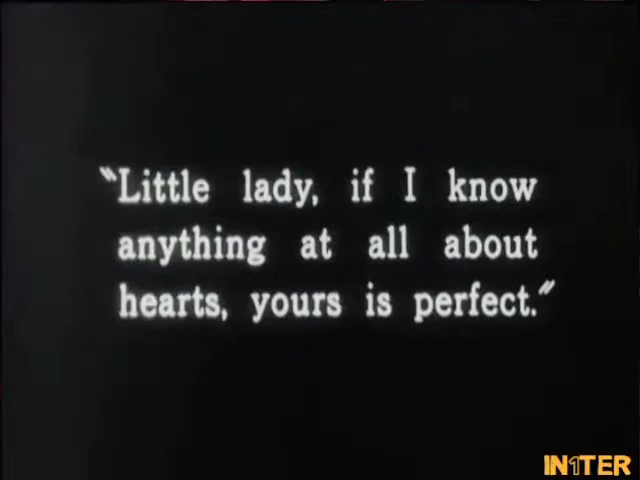 "Little lady, if I know
anything at all about
hearts, yours is perfect."
IN1TER